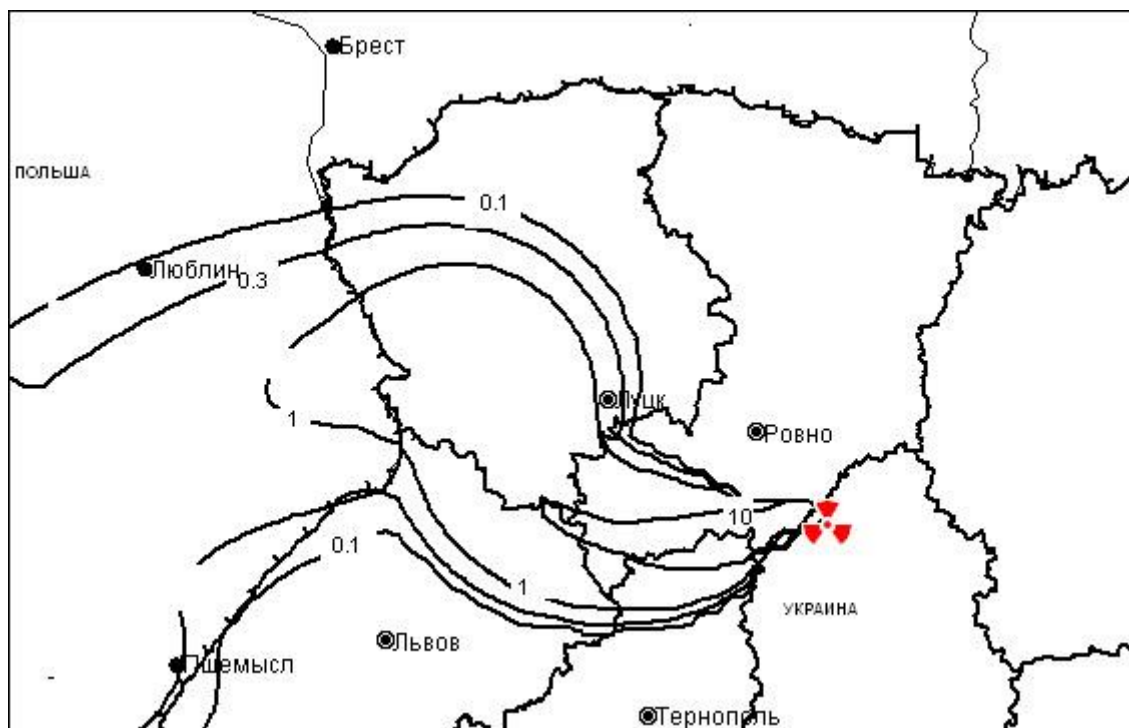 Брест
ПОЛЬША
0.1
Люблин
0.3
Луцк
1
Ровно
10
0.1
1
УКРАИНА
Львов
Пшемысл
Тернополь